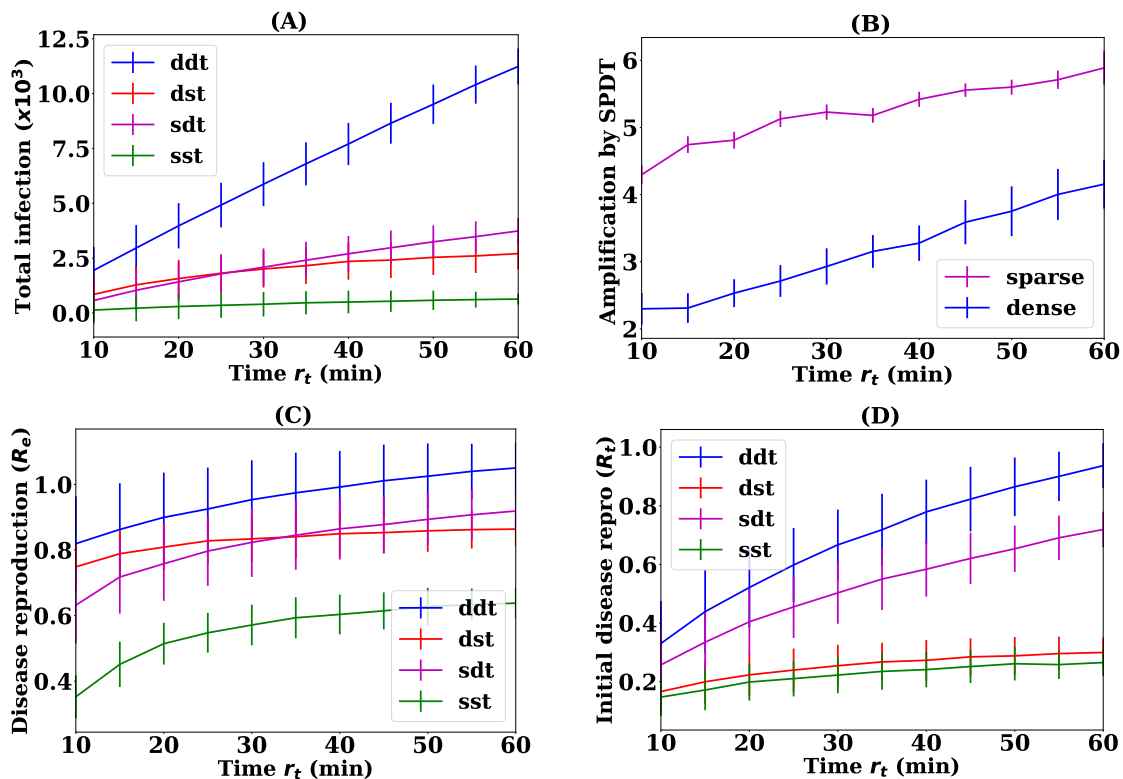 (A)
Total infection (x10³)
12.5
10.0
7.5
5.0
2.5
0.0
ddt
dst
sdt
sst
10 20 30 40 50 60
Time r_t (min)
(B)
Amplification by SPDT
6
5
4
3
2
sparse
dense
10 20 30 40 50 60
Time r_t (min)
(C)
Disease reproduction (R_e)
1.0
0.8
0.6
0.4
ddt
dst
sdt
sst
10 20 30 40 50 60
Time r_t (min)
(D)
Initial disease repro (R_t)
1.0
0.8
0.6
0.4
0.2
ddt
dst
sdt
sst
10 20 30 40 50 60
Time r_t (min)